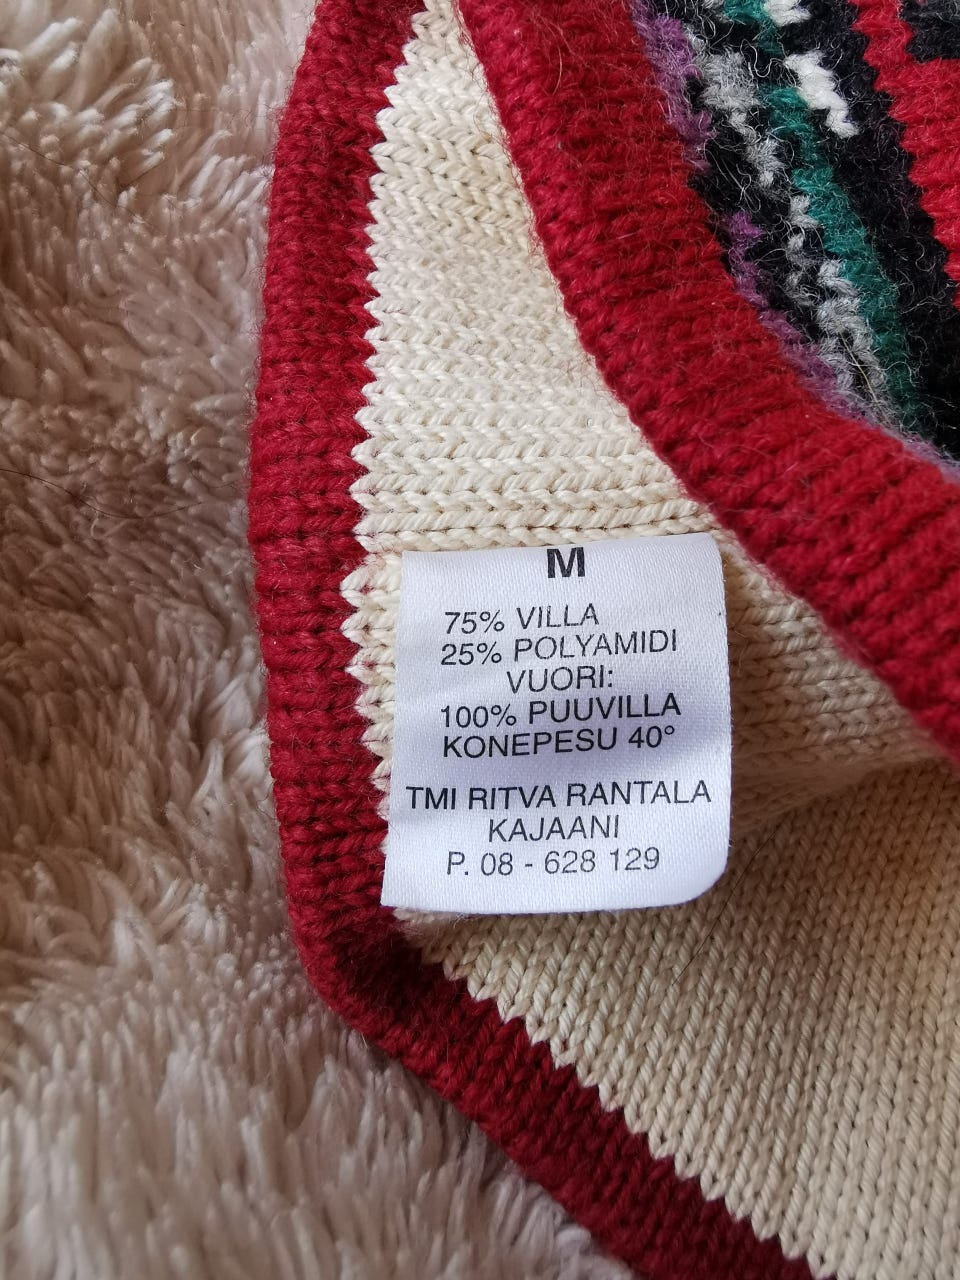 M
75% VILLA
25% POLYAMIDI
VUORI:
100% PUUVILLA
KONEPESU 40°
TMI RITVA RANTALA
KAJAANI
P. 08 - 628 129